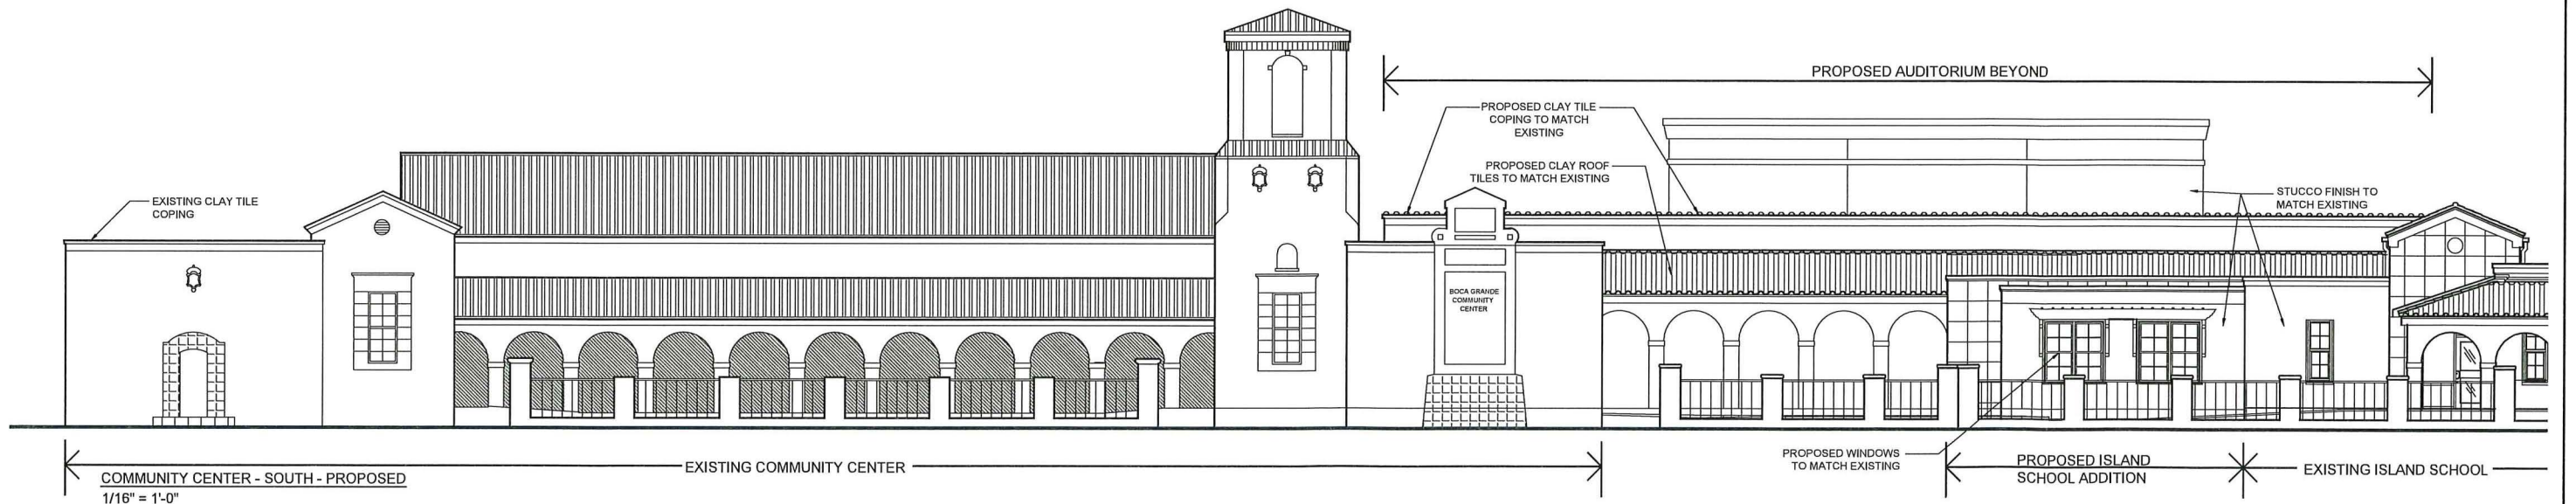 PROPOSED AUDITORIUM BEYOND
PROPOSED CLAY TILE
COPING TO MATCH
EXISTING
PROPOSED CLAY ROOF
TILES TO MATCH EXISTING
STUCCO FINISH TO
MATCH EXISTING
EXISTING CLAY TILE
COPING
BOCA GRANDE
COMMUNITY
CENTER
PROPOSED WINDOWS
TO MATCH EXISTING
PROPOSED ISLAND
SCHOOL ADDITION
EXISTING ISLAND SCHOOL
EXISTING COMMUNITY CENTER
COMMUNITY CENTER - SOUTH - PROPOSED
1/16" = 1'-0"